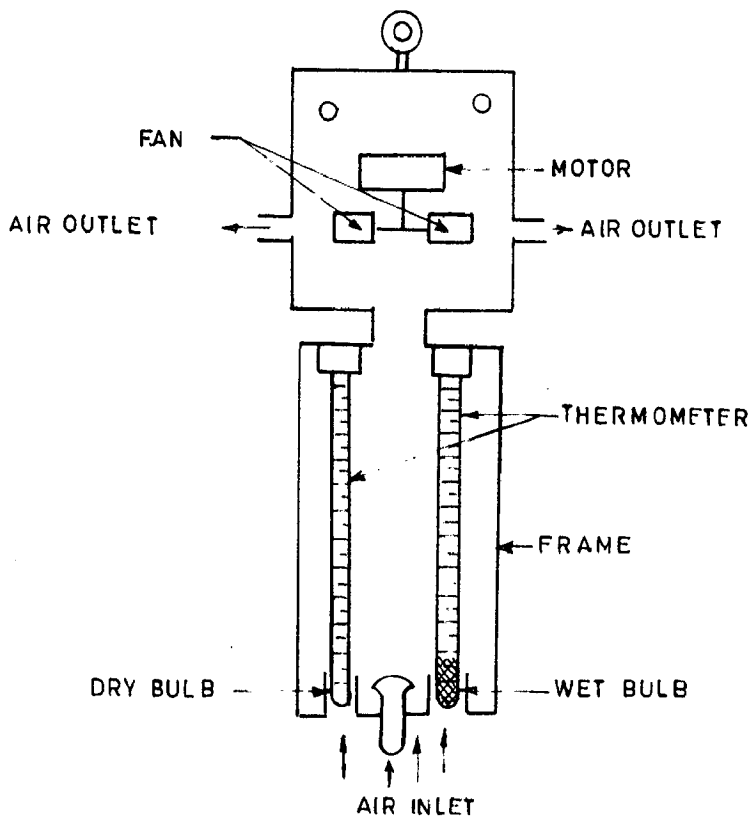 FAN
MOTOR
AIR OUTLET
AIR OUTLET
THERMOMETER
FRAME
DRY BULB
WET BULB
AIR INLET